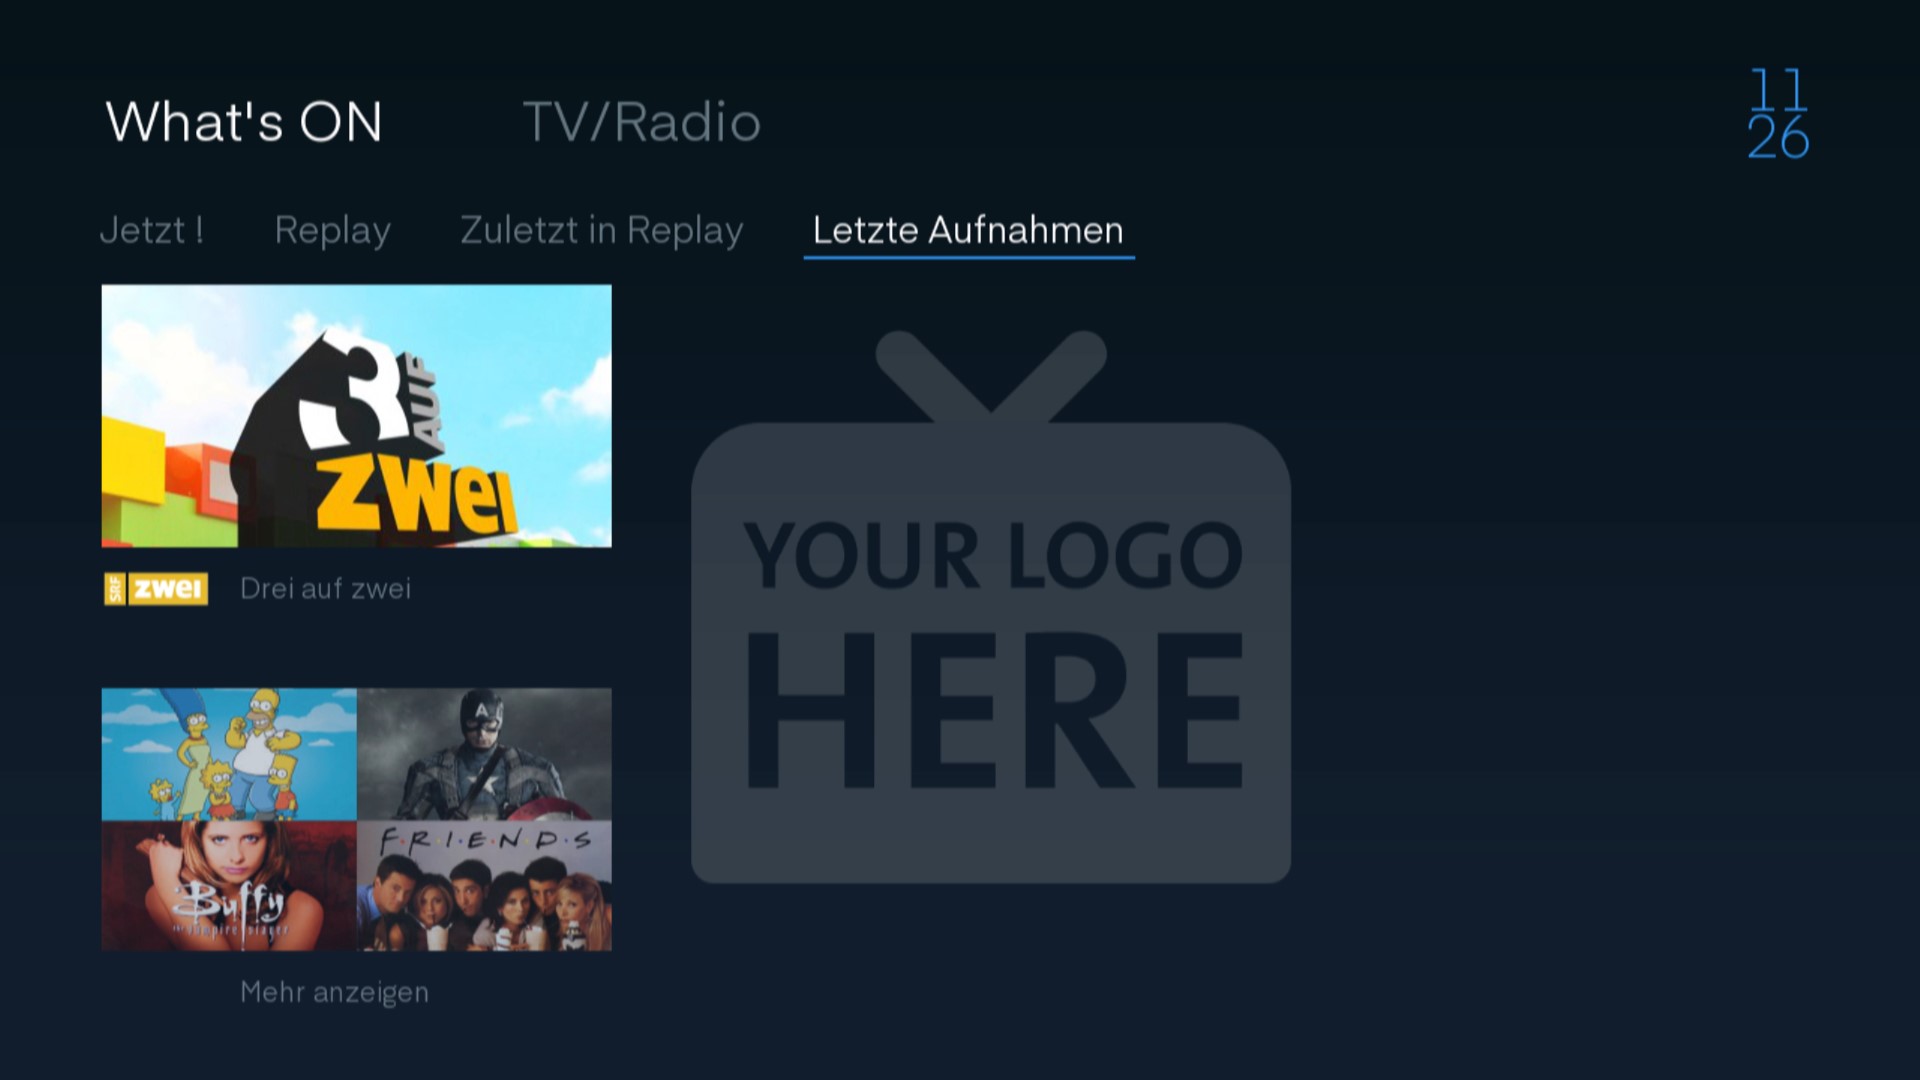 What's ON
TV/Radio
11
26
Jetzt !
Replay
Zuletzt in Replay
Letzte Aufnahmen
3
AUF
zwei
SRF
zwei
Drei auf zwei
YOUR LOGO
HERE
A
F·R·I·E·N·D·S
Buffy
the vampire slayer
Mehr anzeigen